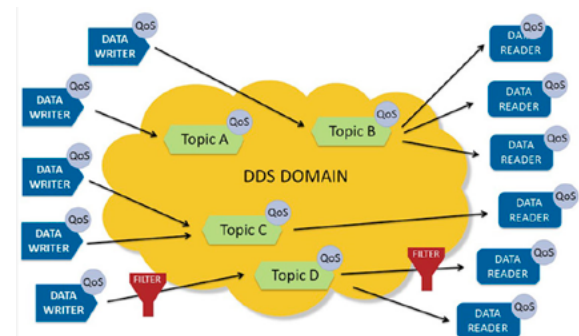 QoS
DATA
WRITER
QoS
DATA
READER
QoS
DATA
WRITER
QoS
DATA
READER
QoS
Topic A
QoS
Topic B
QoS
DATA
READER
QoS
DATA
WRITER
DDS DOMAIN
QoS
DATA
READER
QoS
DATA
WRITER
QoS
Topic C
FILTER
QoS
DATA
READER
QoS
DATA
WRITER
FILTER
QoS
Topic D
QoS
DATA
READER